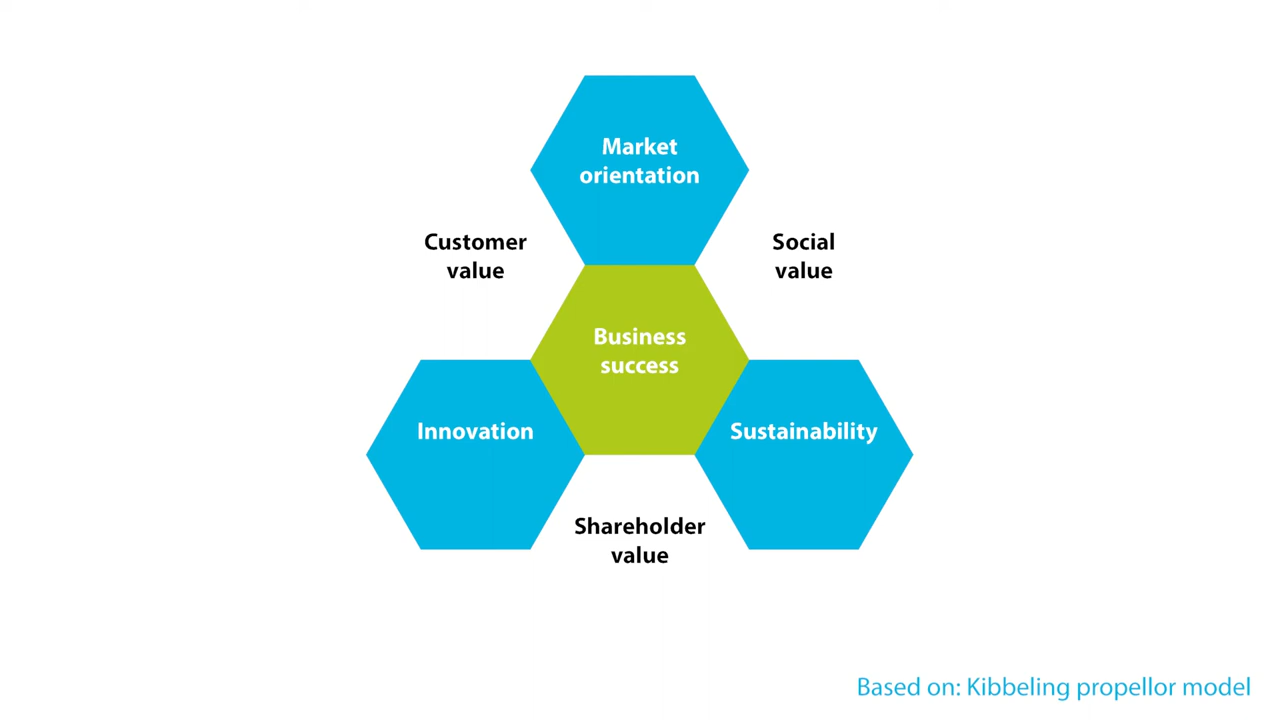 Market
orientation
Customer
value
Social
value
Business
success
Innovation
Sustainability
Shareholder
value
Based on: Kibbeling propellor model